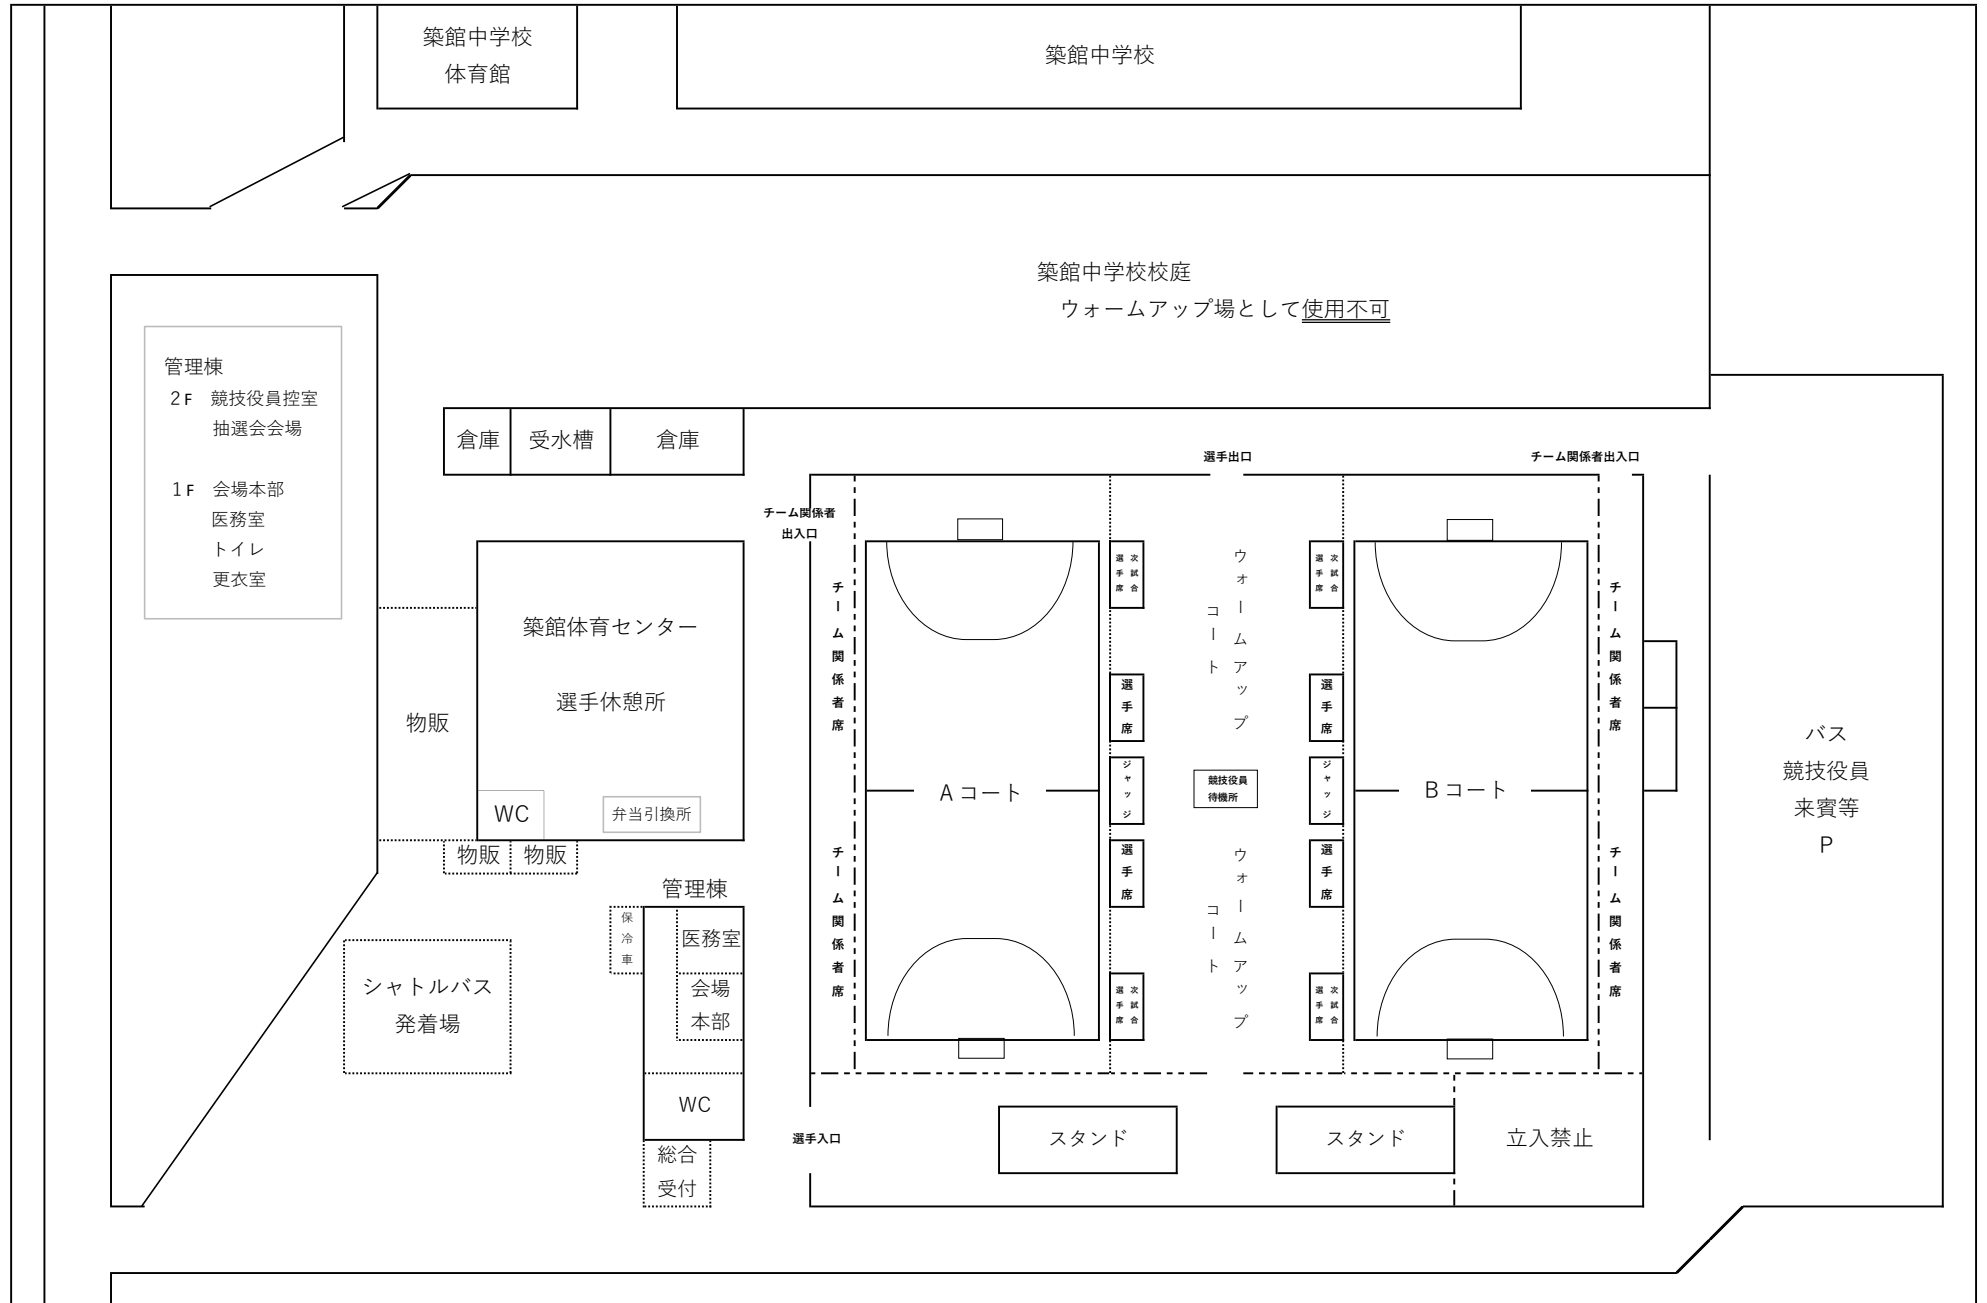 築館中学校
体育館
築館中学校
築館中学校校庭
ウォームアップ場として使用不可
管理棟
2F 競技役員控室
抽選会会場
1F 会場本部
医務室
トイレ
更衣室
倉庫
受水槽
倉庫
選手出口
チーム関係者出入口
チーム関係者
出入口
築館体育センター
選手休憩所
物販
WC
弁当引換所
物販
物販
管理棟
保冷車
医務室
会場
本部
WC
総合
受付
シャトルバス
発着場
チーム関係者席
チーム関係者席
Aコート
次試合
選手席
選手席
ジャッジ
選手席
次試合
選手席
ウォームアップ
コート
競技役員
待機所
ウォームアップ
コート
次試合
選手席
選手席
ジャッジ
選手席
次試合
選手席
Bコート
チーム関係者席
チーム関係者席
バス
競技役員
来賓等
P
選手入口
スタンド
スタンド
立入禁止